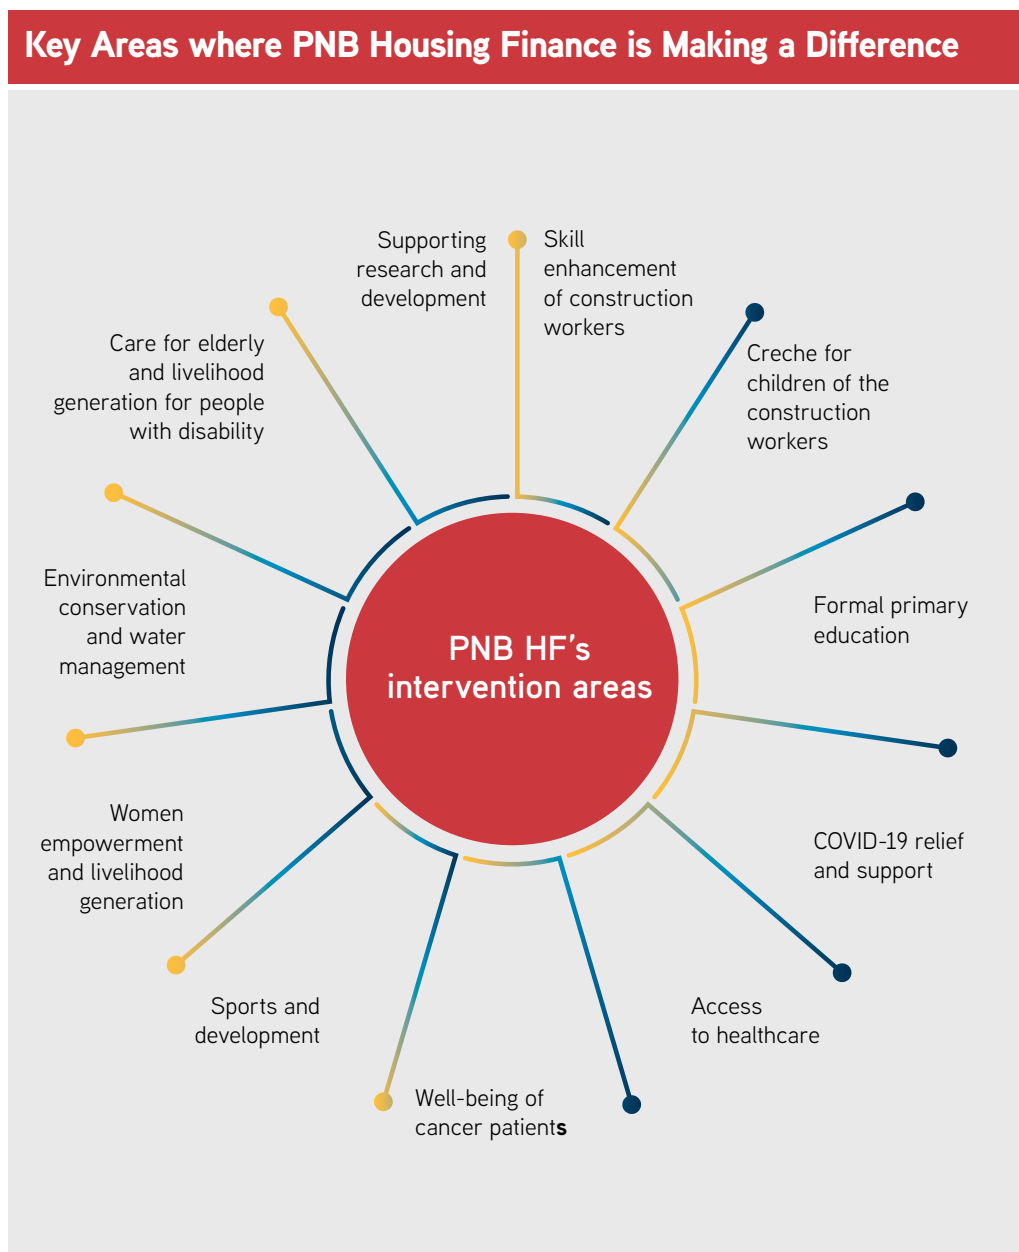 Key Areas where PNB Housing Finance is Making a Difference
Supporting
research and
development
Skill
enhancement
of construction
workers
Creche for
children of the
construction
workers
Formal primary
education
COVID-19 relief
and support
Access
to healthcare
Well-being of
cancer patients
Sports and
development
Women
empowerment
and livelihood
generation
Environmental
conservation
and water
management
Care for elderly
and livelihood
generation for people
with disability
PNB HF's
intervention areas